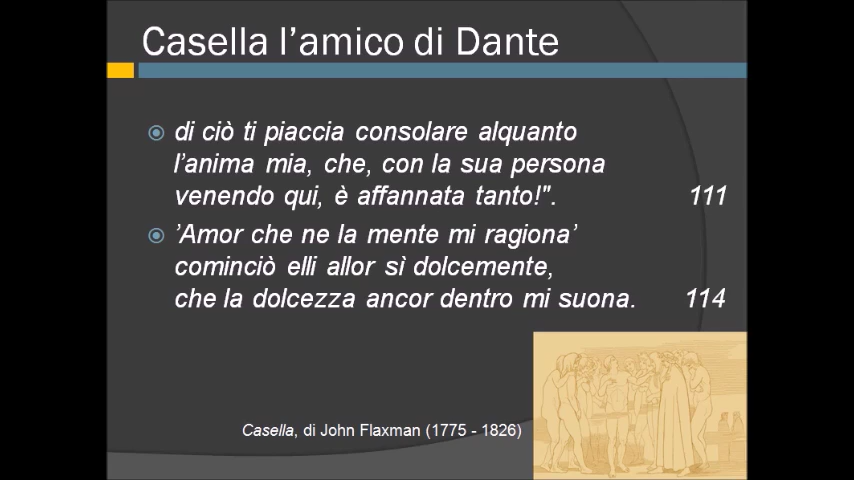 Casella l’amico di Dante
di ciò ti piaccia consolare alquanto
l’anima mia, che, con la sua persona
venendo qui, è affannata tanto!". 111
’Amor che ne la mente mi ragiona’
cominciò elli allor sì dolcemente,
che la dolcezza ancor dentro mi suona. 114
Casella, di John Flaxman (1775 - 1826)